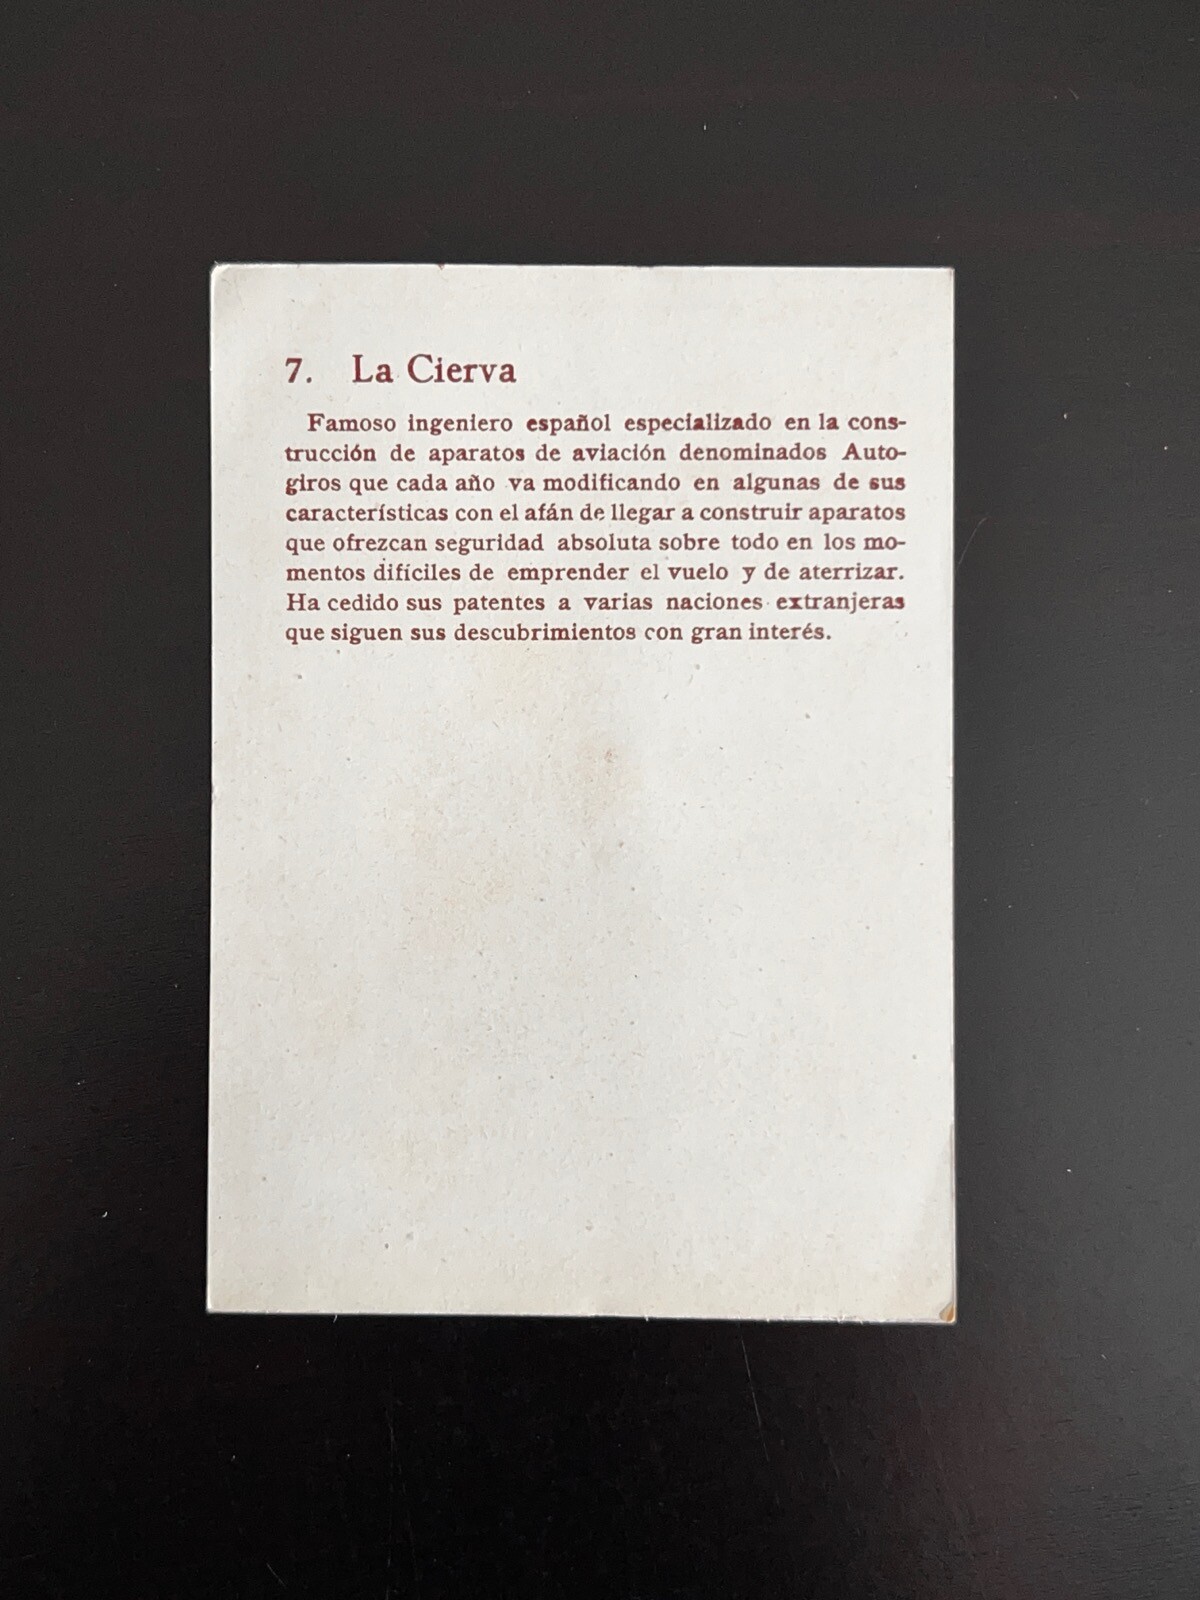 7. La Cierva
Famoso ingeniero español especializado en la cons-
trucción de aparatos de aviación denominados Auto-
giros que cada año va modificando en algunas de sus
características con el afán de llegar a construir aparatos
que ofrezcan seguridad absoluta sobre todo en los mo-
mentos difíciles de emprender el vuelo y de aterrizar.
Ha cedido sus patentes a varias naciones extranjeras
que siguen sus descubrimientos con gran interés.